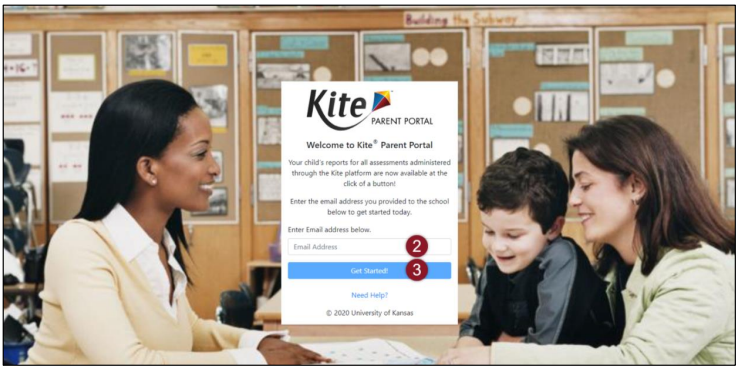 Building the Subway
Kite
PARENT PORTAL
Welcome to Kite® Parent Portal
Your child's reports for all assessments administered
through the Kite platform are now available at the
click of a button!
Enter the email address you provided to the school
below to get started today.
Enter Email address below.
Email Address 2
Get Started! 3
Need Help?
© 2020 University of Kansas